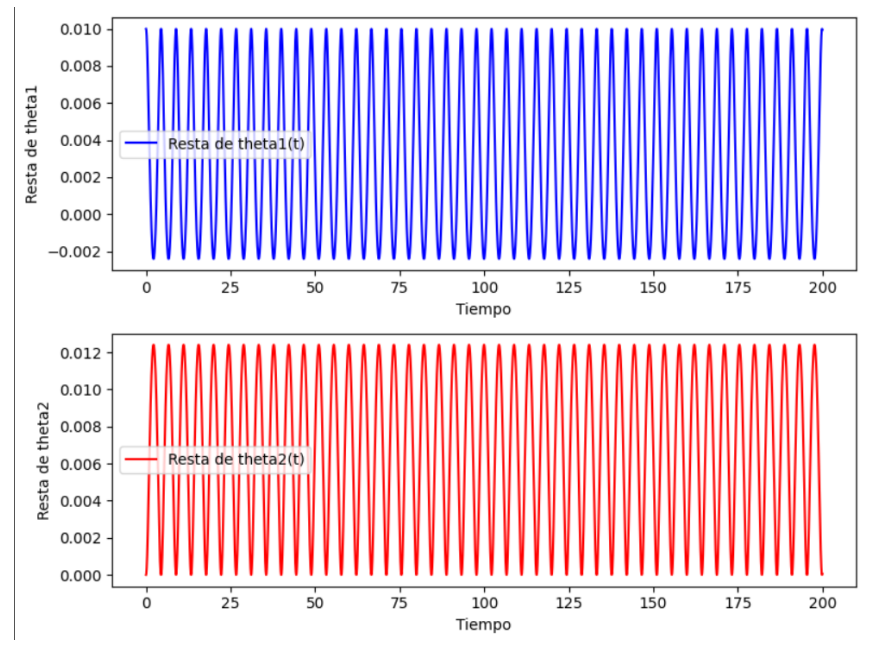 0.010
0.008
0.006
0.004
0.002
0.000
−0.002
Resta de theta1
Resta de theta1(t)
0 25 50 75 100 125 150 175 200
Tiempo
0.012
0.010
0.008
0.006
0.004
0.002
0.000
Resta de theta2
Resta de theta2(t)
0 25 50 75 100 125 150 175 200
Tiempo